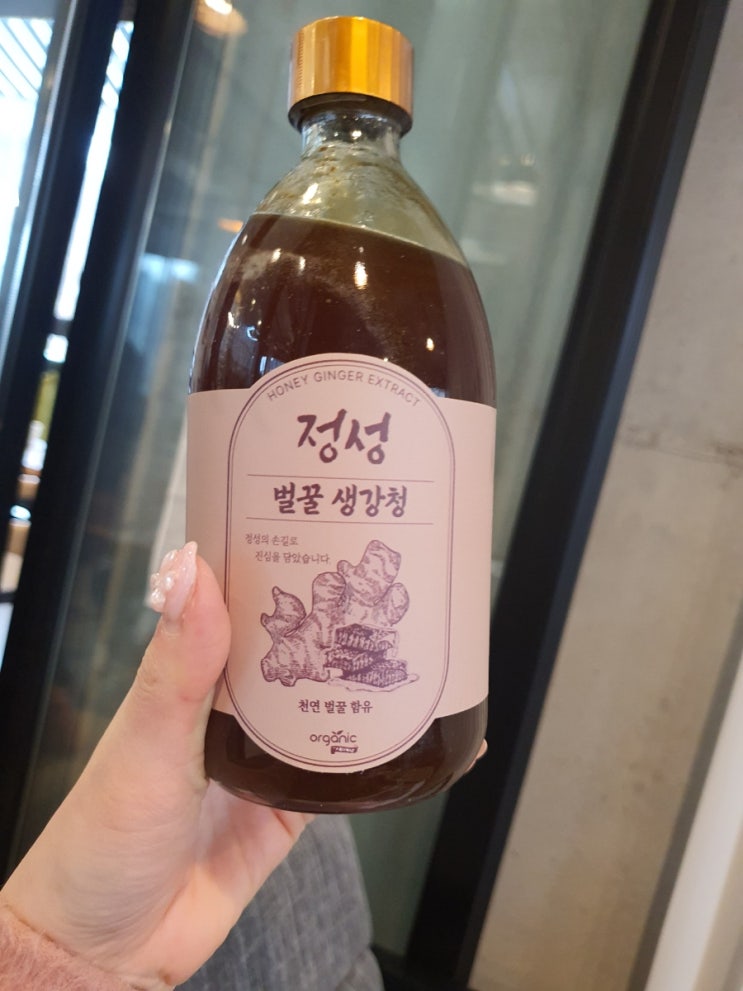 HONEY GINGER EXTRACT
정성
벌꿀 생강청
정성의 손길로
진심을 담았습니다.
천연 벌꿀 함유
organic